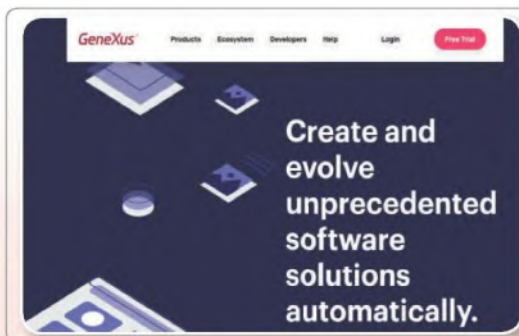 GeneXus
Products Ecosystem Developers Help Login Free Trial
Create and
evolve
unprecedented
software
solutions
automatically.